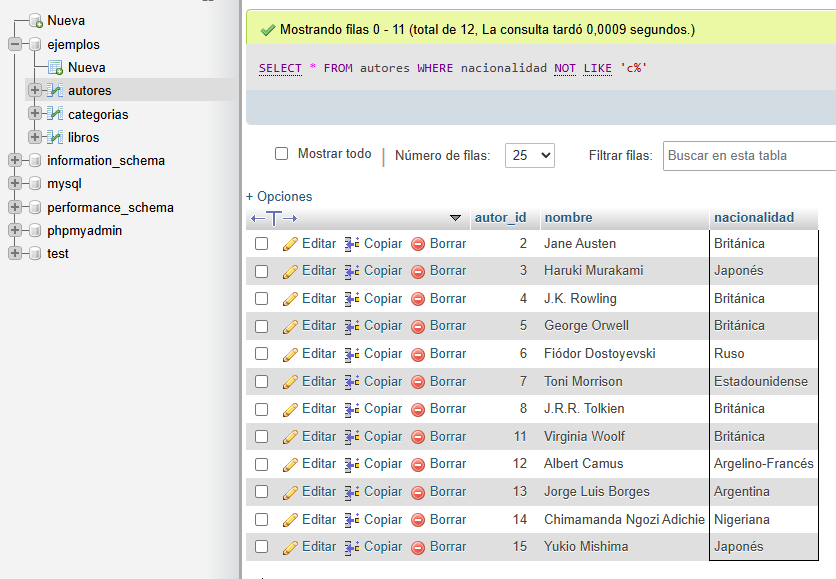 Nueva
ejemplos
Nueva
autores
categorias
libros
information_schema
mysql
performance_schema
phpmyadmin
test
Mostrando filas 0 - 11 (total de 12, La consulta tardó 0,0009 segundos.)
SELECT * FROM autores WHERE nacionalidad NOT LIKE 'c%'
Mostrar todo | Número de filas: 25 Filtrar filas: Buscar en esta tabla
+ Opciones
←T→ autor_id nombre nacionalidad
Editar Copiar Borrar 2 Jane Austen Británica
Editar Copiar Borrar 3 Haruki Murakami Japonés
Editar Copiar Borrar 4 J.K. Rowling Británica
Editar Copiar Borrar 5 George Orwell Británica
Editar Copiar Borrar 6 Fiódor Dostoyevski Ruso
Editar Copiar Borrar 7 Toni Morrison Estadounidense
Editar Copiar Borrar 8 J.R.R. Tolkien Británica
Editar Copiar Borrar 11 Virginia Woolf Británica
Editar Copiar Borrar 12 Albert Camus Argelino-Francés
Editar Copiar Borrar 13 Jorge Luis Borges Argentina
Editar Copiar Borrar 14 Chimamanda Ngozi Adichie Nigeriana
Editar Copiar Borrar 15 Yukio Mishima Japonés